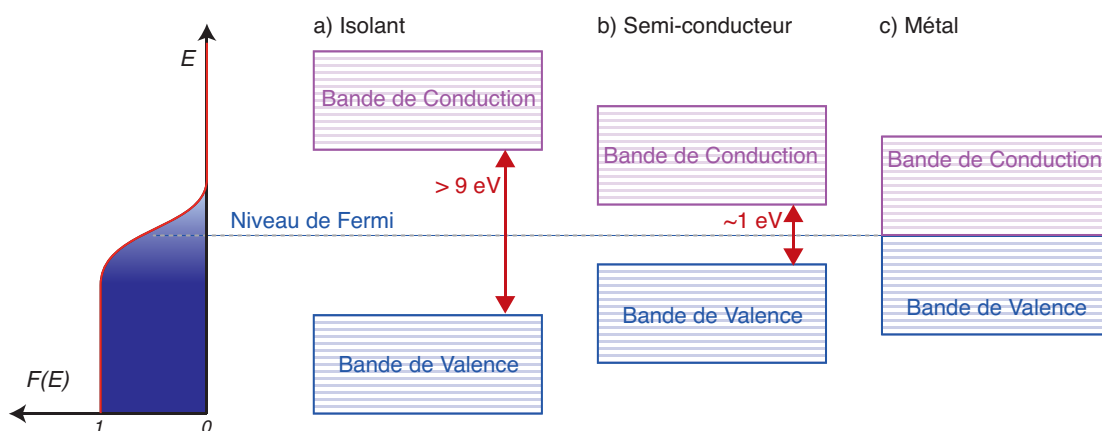 E
a) Isolant
b) Semi-conducteur
c) Métal
Bande de Conduction
Bande de Conduction
Bande de Conduction
> 9 eV
~1 eV
Niveau de Fermi
Bande de Valence
Bande de Valence
Bande de Valence
F(E)
1
0